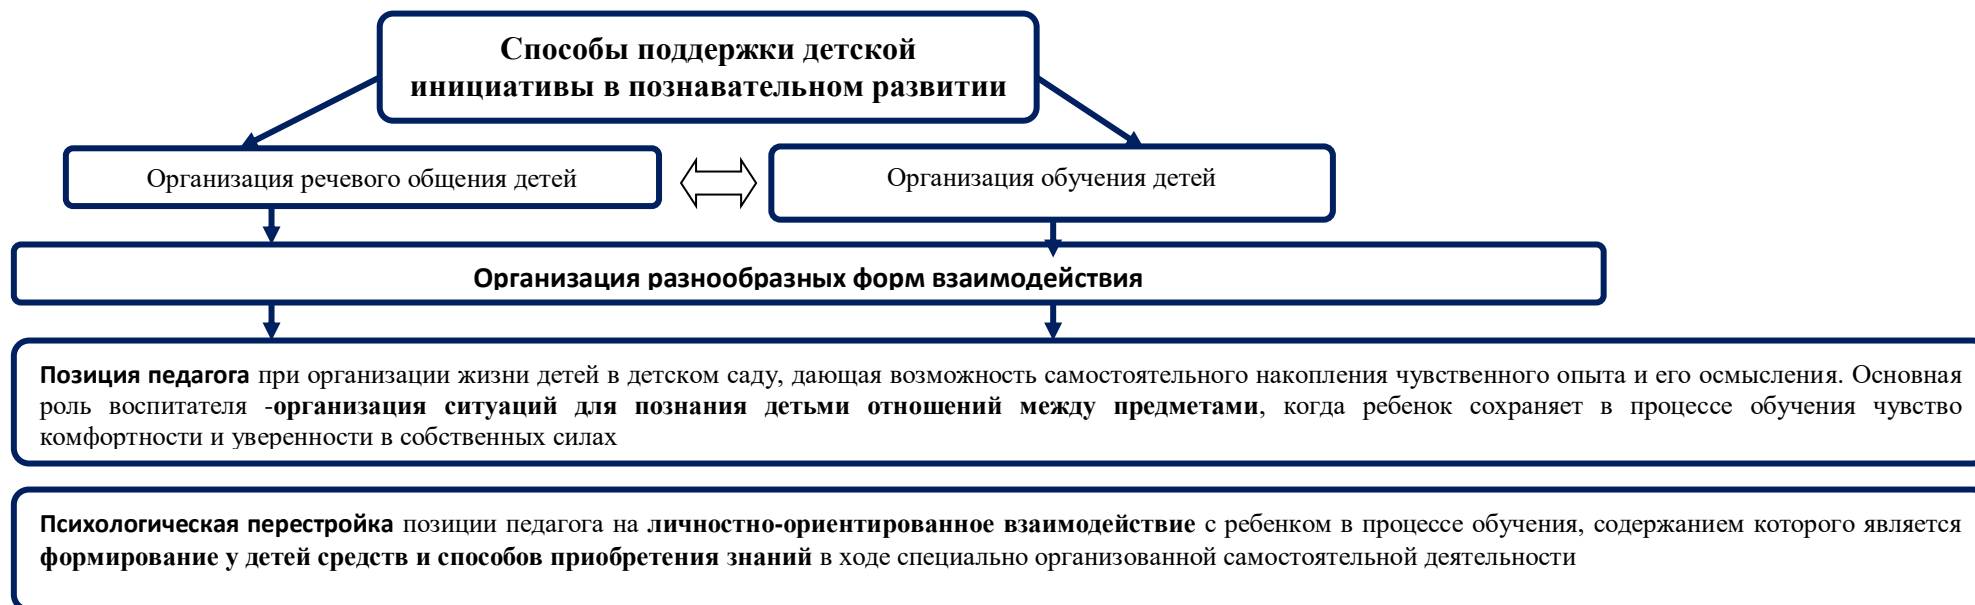 Способы поддержки детской
инициативы в познавательном развитии
Организация речевого общения детей
Организация обучения детей
Организация разнообразных форм взаимодействия
Позиция педагога при организации жизни детей в детском саду, дающая возможность самостоятельного накопления чувственного опыта и его осмысления. Основная
роль воспитателя -организация ситуаций для познания детьми отношений между предметами, когда ребенок сохраняет в процессе обучения чувство
комфортности и уверенности в собственных силах
Психологическая перестройка позиции педагога на личностно-ориентированное взаимодействие с ребенком в процессе обучения, содержанием которого является
формирование у детей средств и способов приобретения знаний в ходе специально организованной самостоятельной деятельности